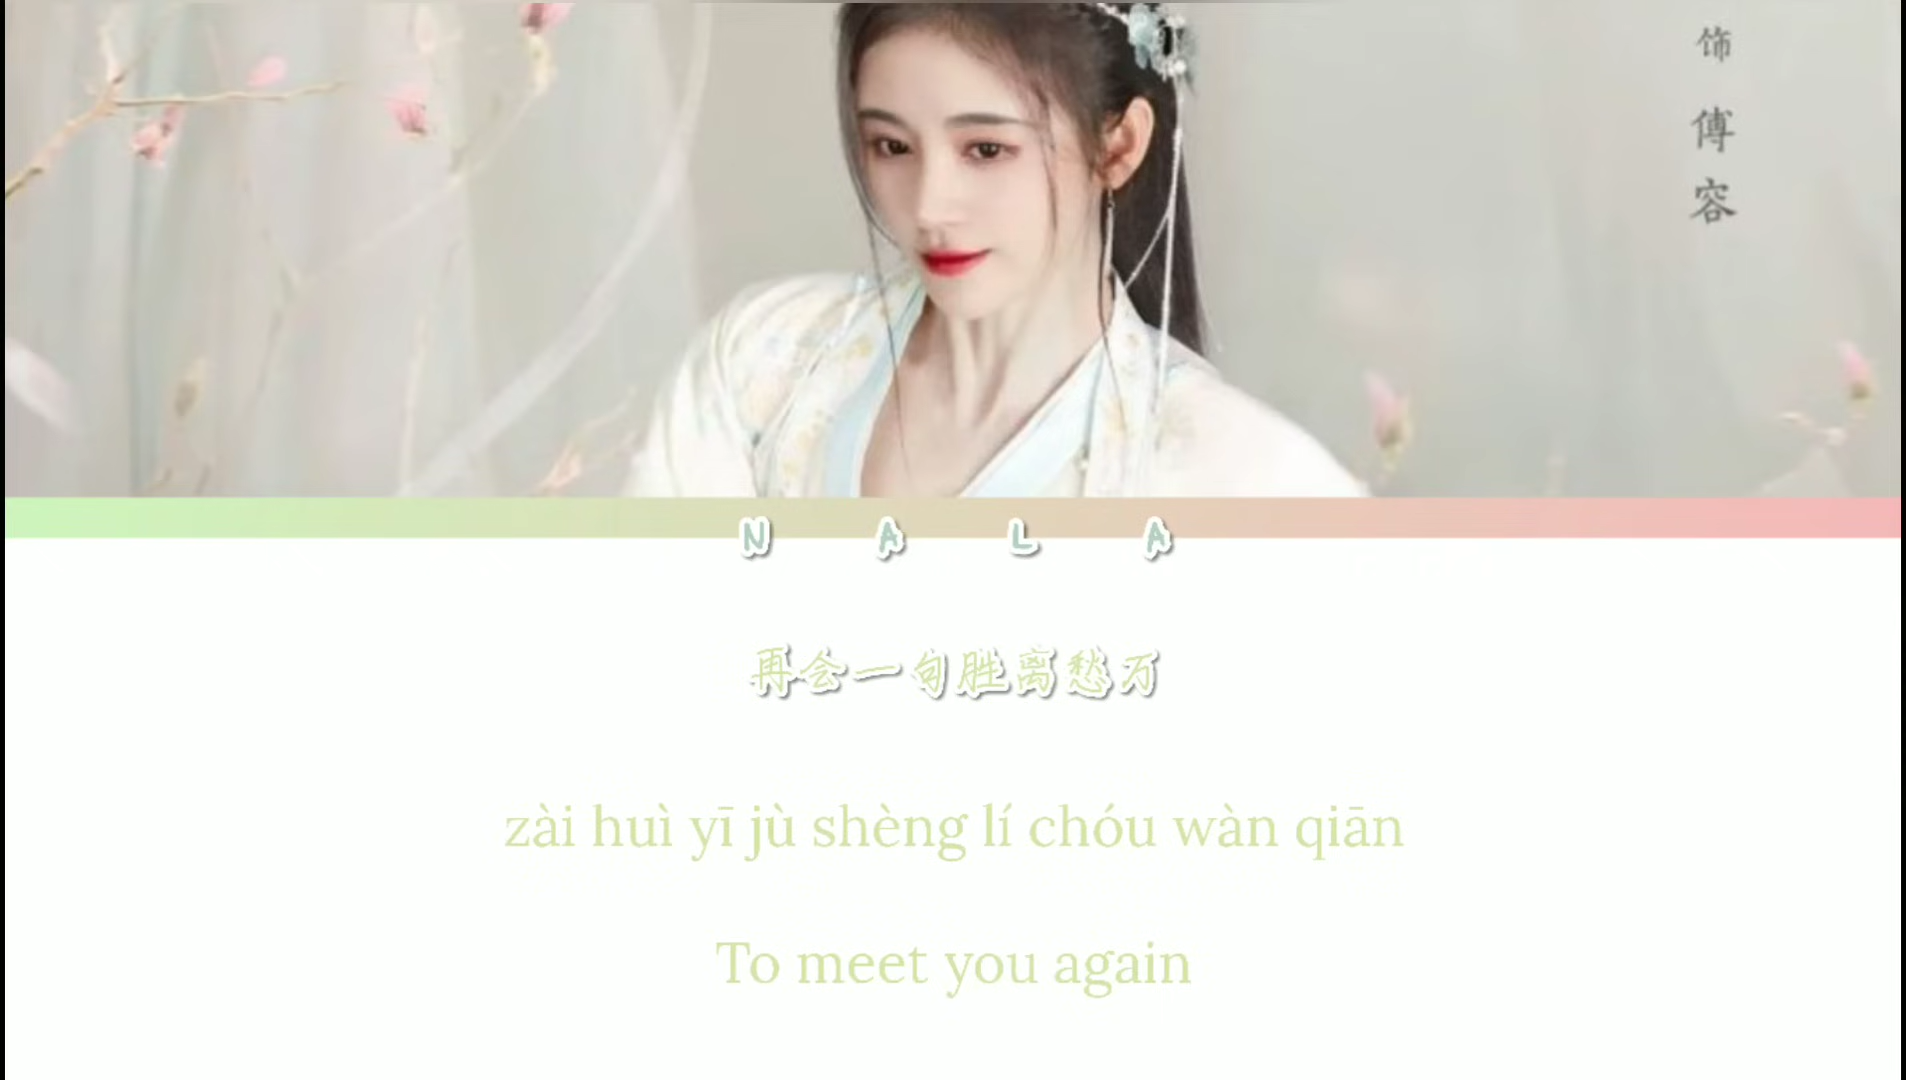 饰
傅容
N A L A
再会一句胜离愁万
zài huì yī jù shèng lí chóu wàn qiān
To meet you again